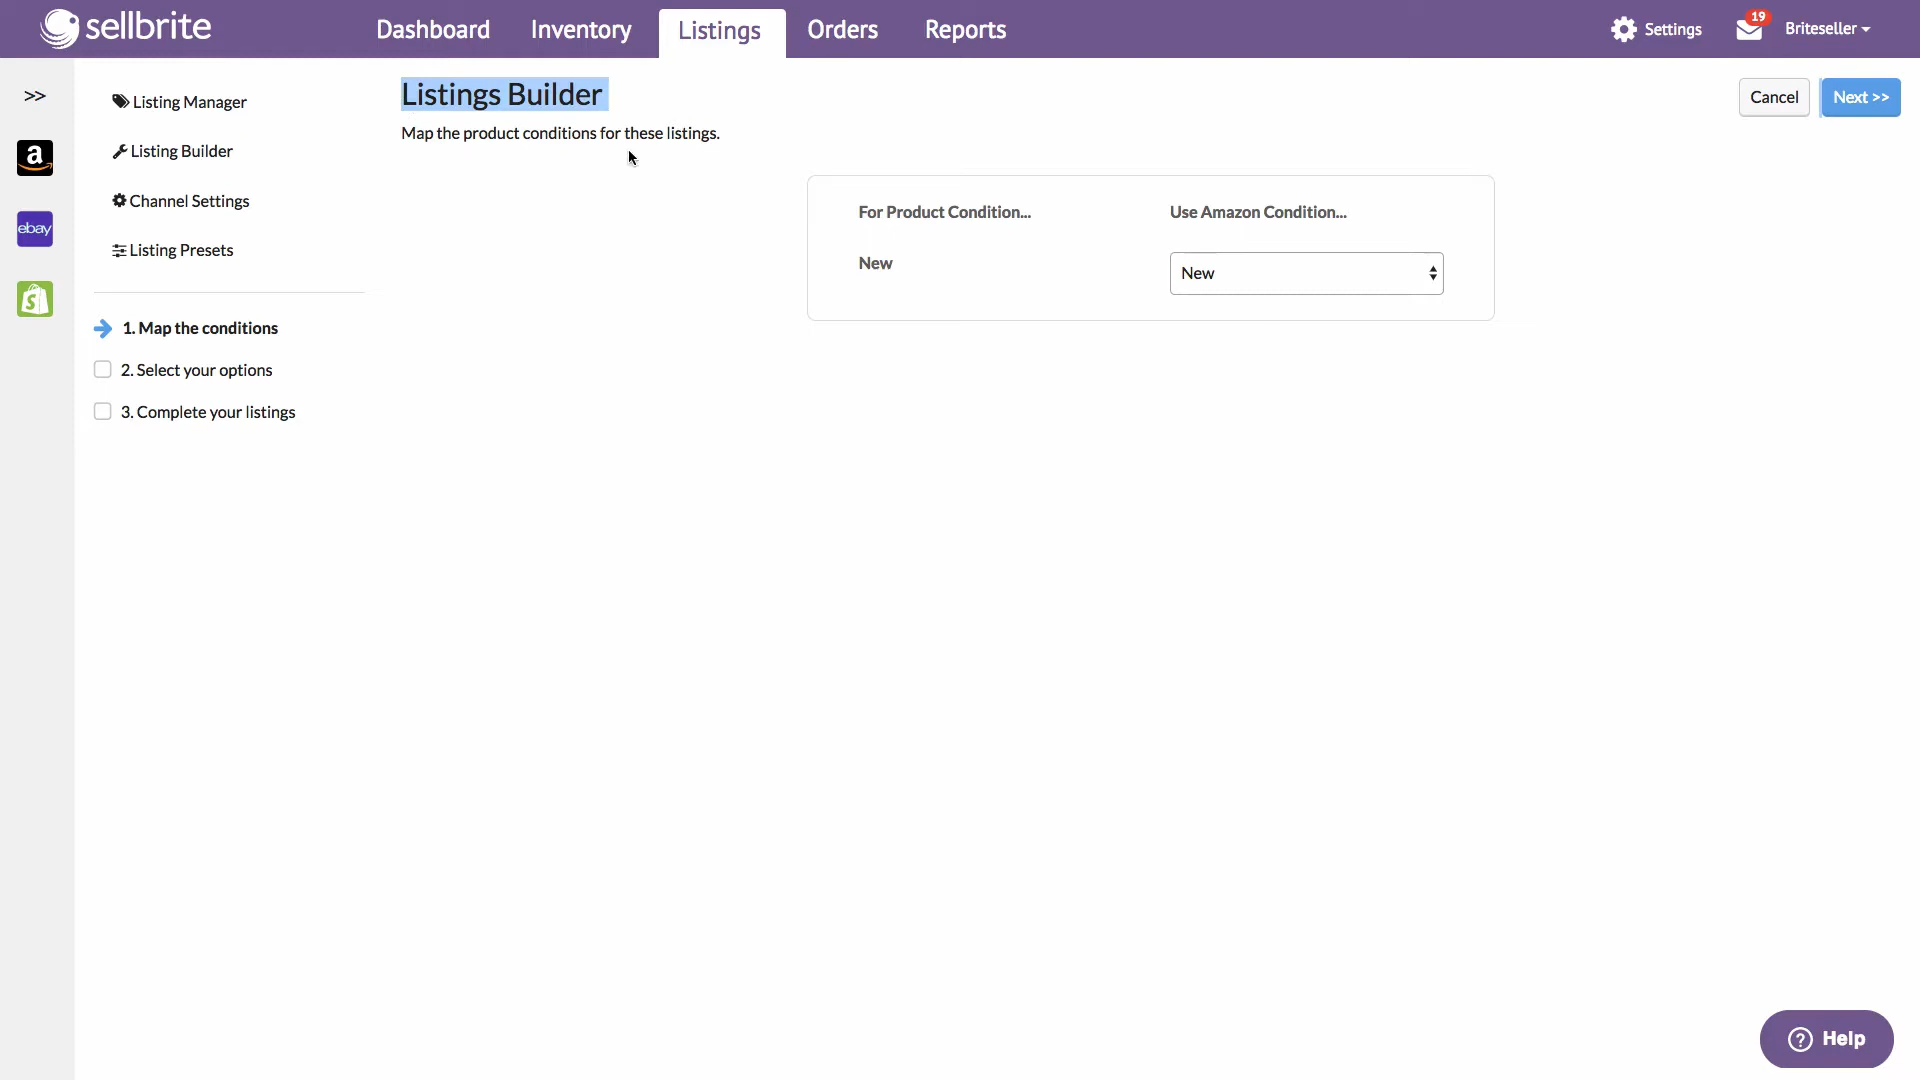 sellbrite
Dashboard
Inventory
Listings
Orders
Reports
Settings
19
Briteseller
>>
a
ebay
S
Listing Manager
Listing Builder
Channel Settings
Listing Presets
1. Map the conditions
2. Select your options
3. Complete your listings
Listings Builder
Map the product conditions for these listings.
Cancel
Next >>
For Product Condition...
Use Amazon Condition...
New
New
? Help